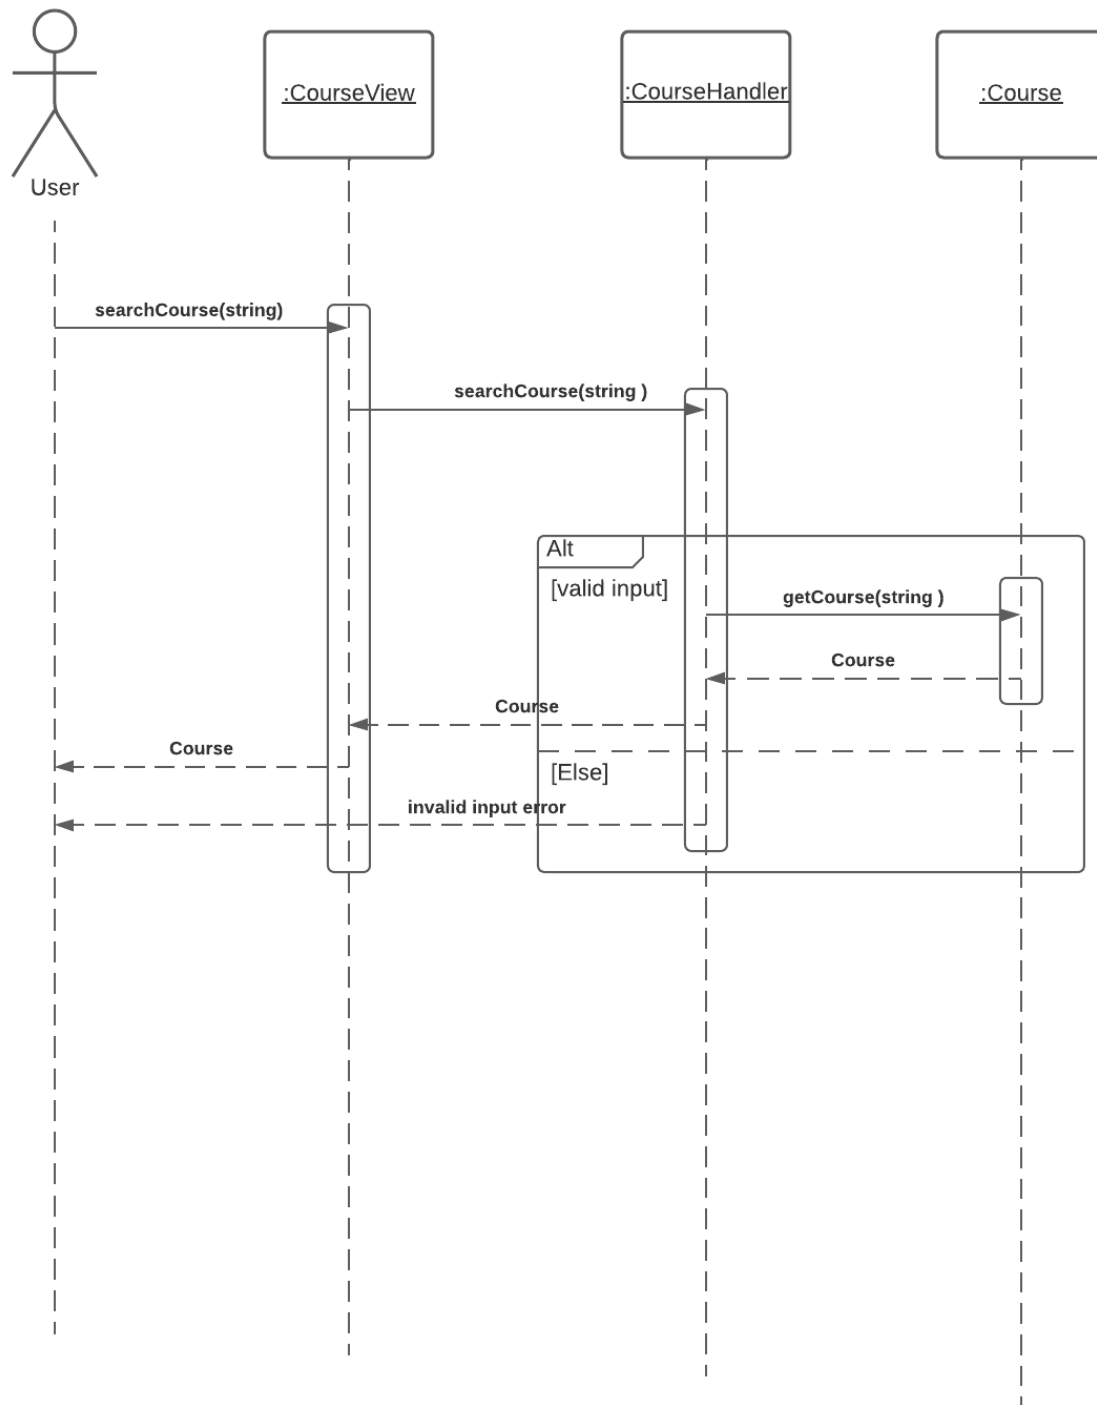 User
:CourseView
:CourseHandler
:Course
searchCourse(string)
searchCourse(string )
Alt
[valid input]
getCourse(string )
Course
Course
Course
[Else]
invalid input error